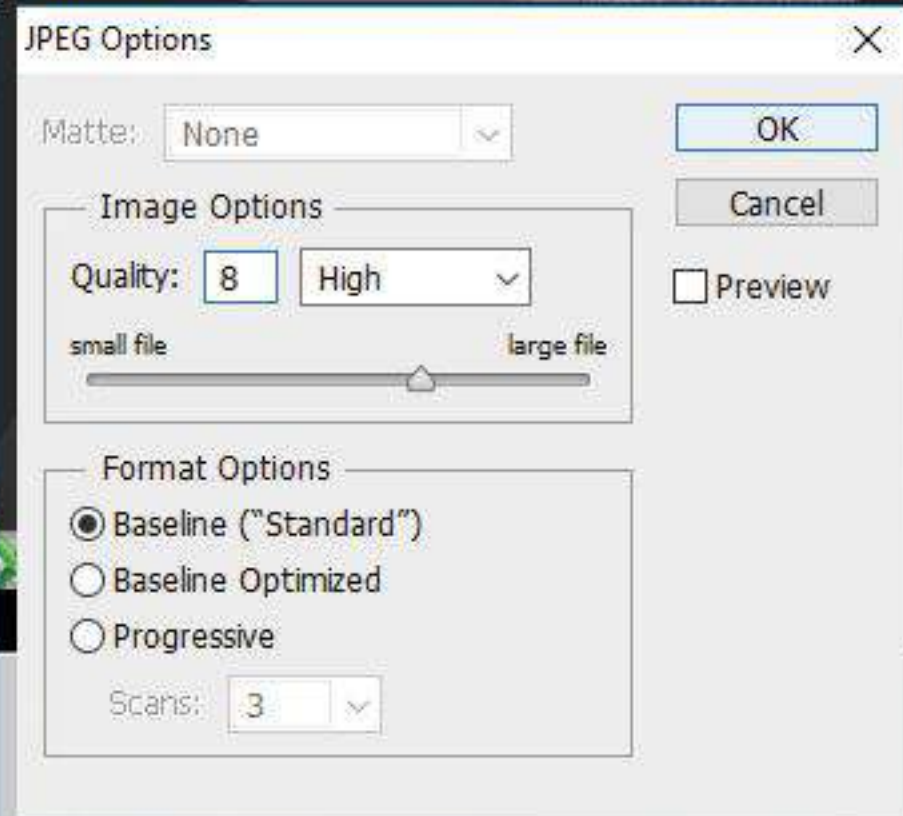 JPEG Options
Matte: None
OK
Image Options
Cancel
Quality: 8 High
Preview
small file large file
Format Options
Baseline (“Standard”)
Baseline Optimized
Progressive
Scans: 3